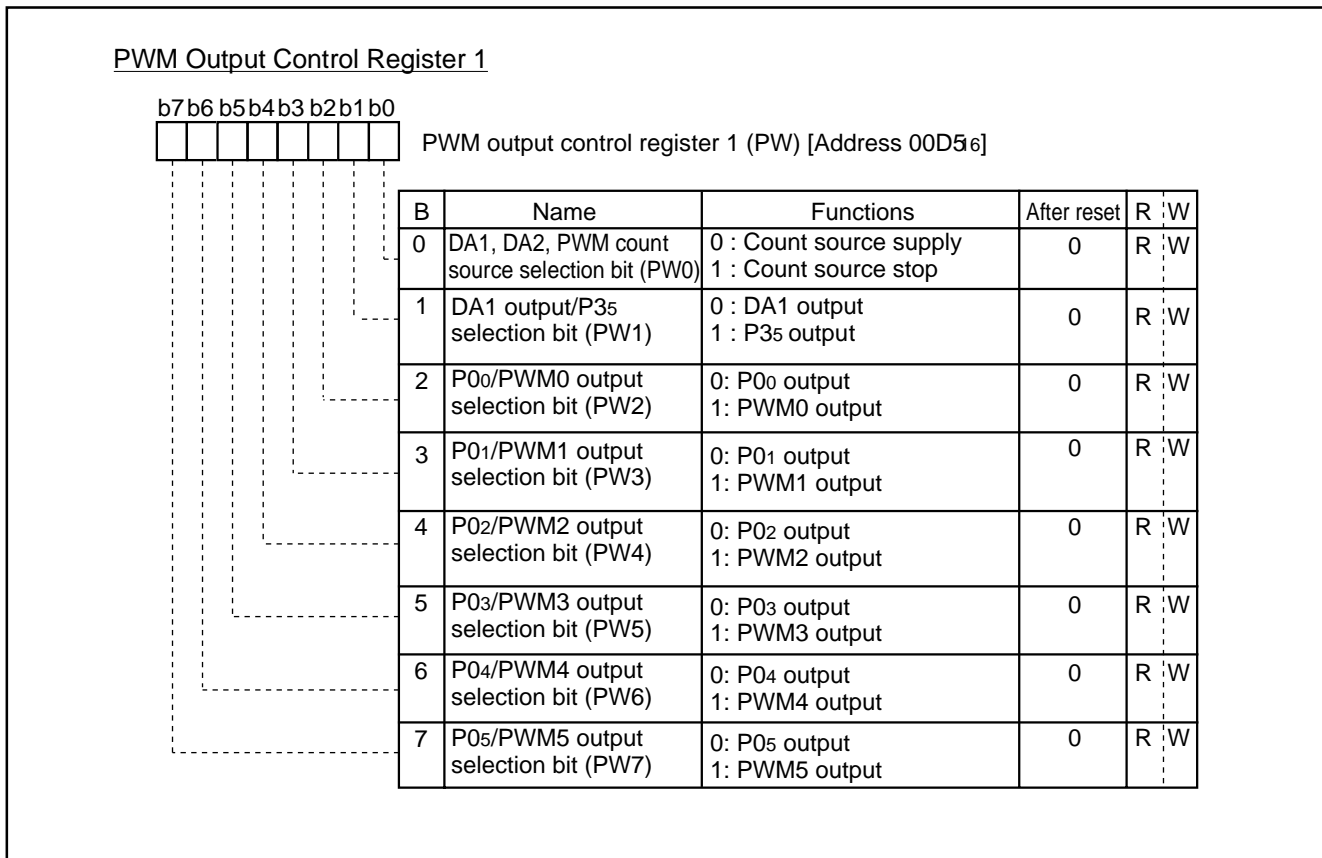 PWM Output Control Register 1
b7 b6 b5 b4 b3 b2 b1 b0
PWM output control register 1 (PW) [Address 00D516]
B Name Functions After reset R W
0 DA1, DA2, PWM count source selection bit (PW0) 0 : Count source supply 1 : Count source stop 0 R W
1 DA1 output/P35 selection bit (PW1) 0 : DA1 output 1 : P35 output 0 R W
2 P00/PWM0 output selection bit (PW2) 0: P00 output 1: PWM0 output 0 R W
3 P01/PWM1 output selection bit (PW3) 0: P01 output 1: PWM1 output 0 R W
4 P02/PWM2 output selection bit (PW4) 0: P02 output 1: PWM2 output 0 R W
5 P03/PWM3 output selection bit (PW5) 0: P03 output 1: PWM3 output 0 R W
6 P04/PWM4 output selection bit (PW6) 0: P04 output 1: PWM4 output 0 R W
7 P05/PWM5 output selection bit (PW7) 0: P05 output 1: PWM5 output 0 R W